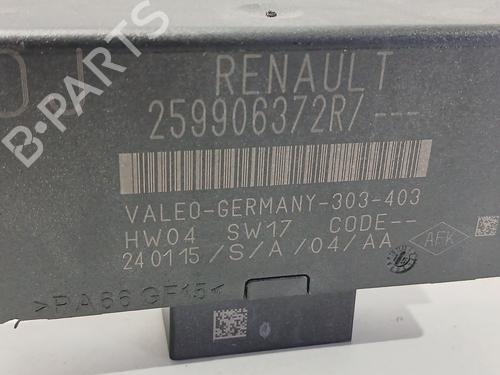 RENAULT
259906372R/---
VALEO-GERMANY-303-403
HW04 SW17 CODE--
240115/S/A/04/AA
AFK
>PA66 GF15<
B-PARTS